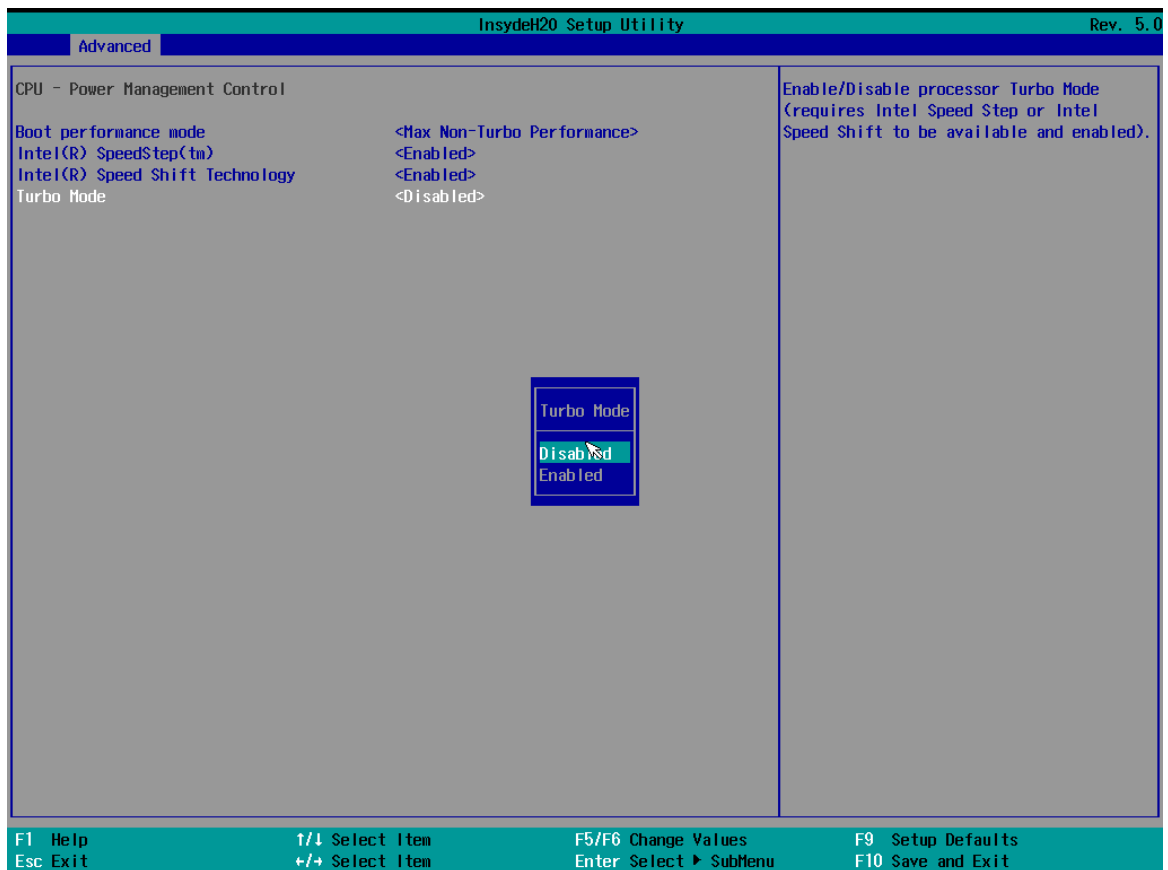 InsydeH20 Setup Utility Rev. 5.0
Advanced
CPU - Power Management Control
Boot performance mode <Max Non-Turbo Performance>
Intel(R) SpeedStep(tm) <Enabled>
Intel(R) Speed Shift Technology <Enabled>
Turbo Mode <Disabled>
Enable/Disable processor Turbo Mode
(requires Intel Speed Step or Intel
Speed Shift to be available and enabled).
Turbo Mode
Disabled
Enabled
F1 Help ↑/↓ Select Item F5/F6 Change Values F9 Setup Defaults
Esc Exit ←/→ Select Item Enter Select ▶ SubMenu F10 Save and Exit